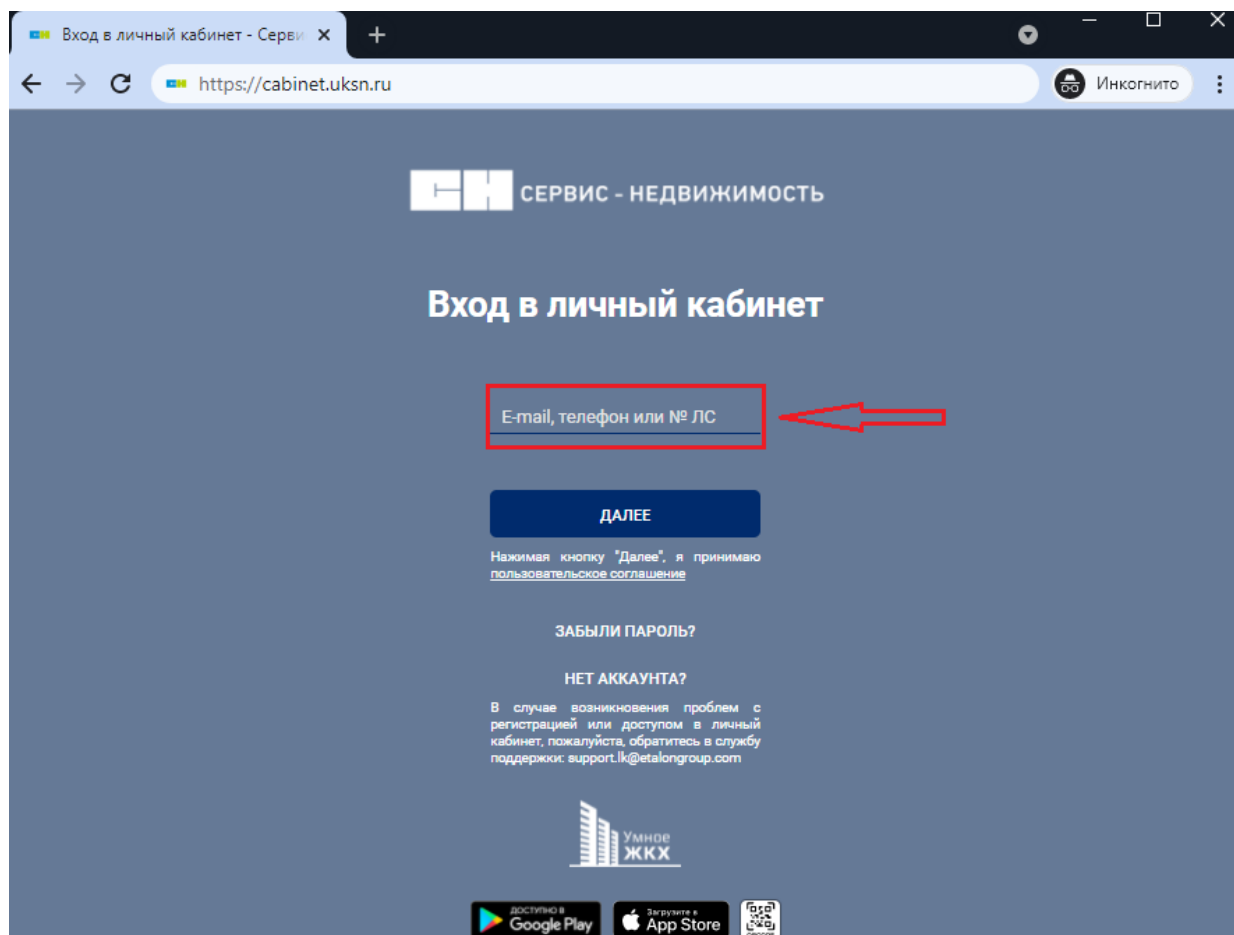 Вход в личный кабинет - Серви
https://cabinet.uksn.ru
Инкогнито
СН СЕРВИС - НЕДВИЖИМОСТЬ
Вход в личный кабинет
E-mail, телефон или № ЛС
ДАЛЕЕ
Нажимая кнопку "Далее", я принимаю
пользовательское соглашение
ЗАБЫЛИ ПАРОЛЬ?
НЕТ АККАУНТА?
В случае возникновения проблем с
регистрацией или доступом в личный
кабинет, пожалуйста, обратитесь в службу
поддержки: support.lk@etalongroup.com
Умное
ЖКХ
ДОСТУПНО В
Google Play
Загрузите в
App Store